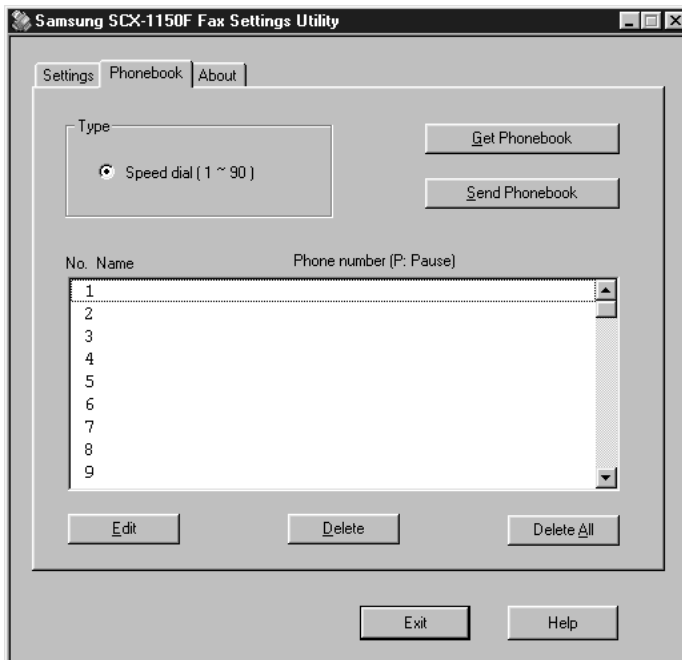 Samsung SCX-1150F Fax Settings Utility
Settings Phonebook About
Type
Speed dial ( 1 ~ 90 )
Get Phonebook
Send Phonebook
No. Name Phone number (P: Pause)
1
2
3
4
5
6
7
8
9
Edit Delete Delete All
Exit Help